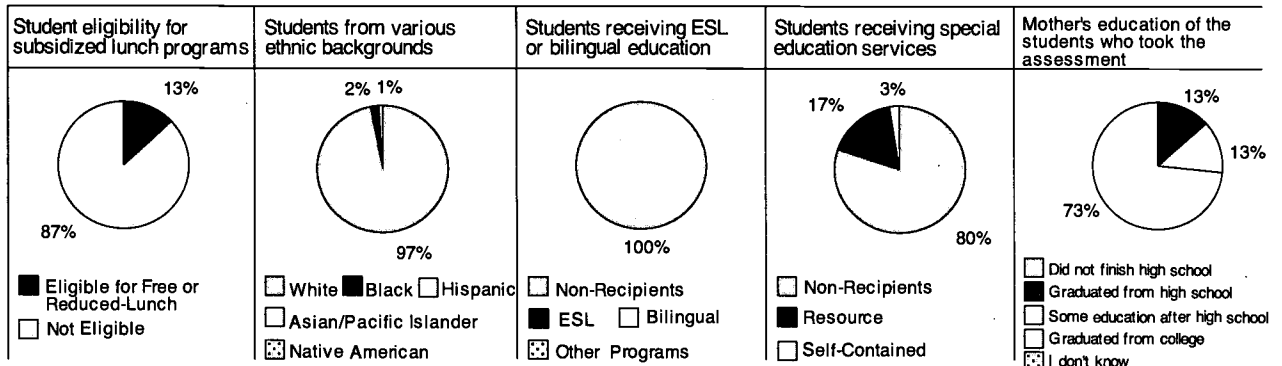 Student eligibility for
subsidized lunch programs
13%
87%
Eligible for Free or
Reduced-Lunch
Not Eligible
Students from various
ethnic backgrounds
2% 1%
97%
White Black Hispanic
Asian/Pacific Islander
Native American
Students receiving ESL
or bilingual education
100%
Non-Recipients
ESL Bilingual
Other Programs
Students receiving special
education services
3%
17%
80%
Non-Recipients
Resource
Self-Contained
Mother's education of the
students who took the
assessment
13%
13%
73%
Did not finish high school
Graduated from high school
Some education after high school
Graduated from college
I don't know